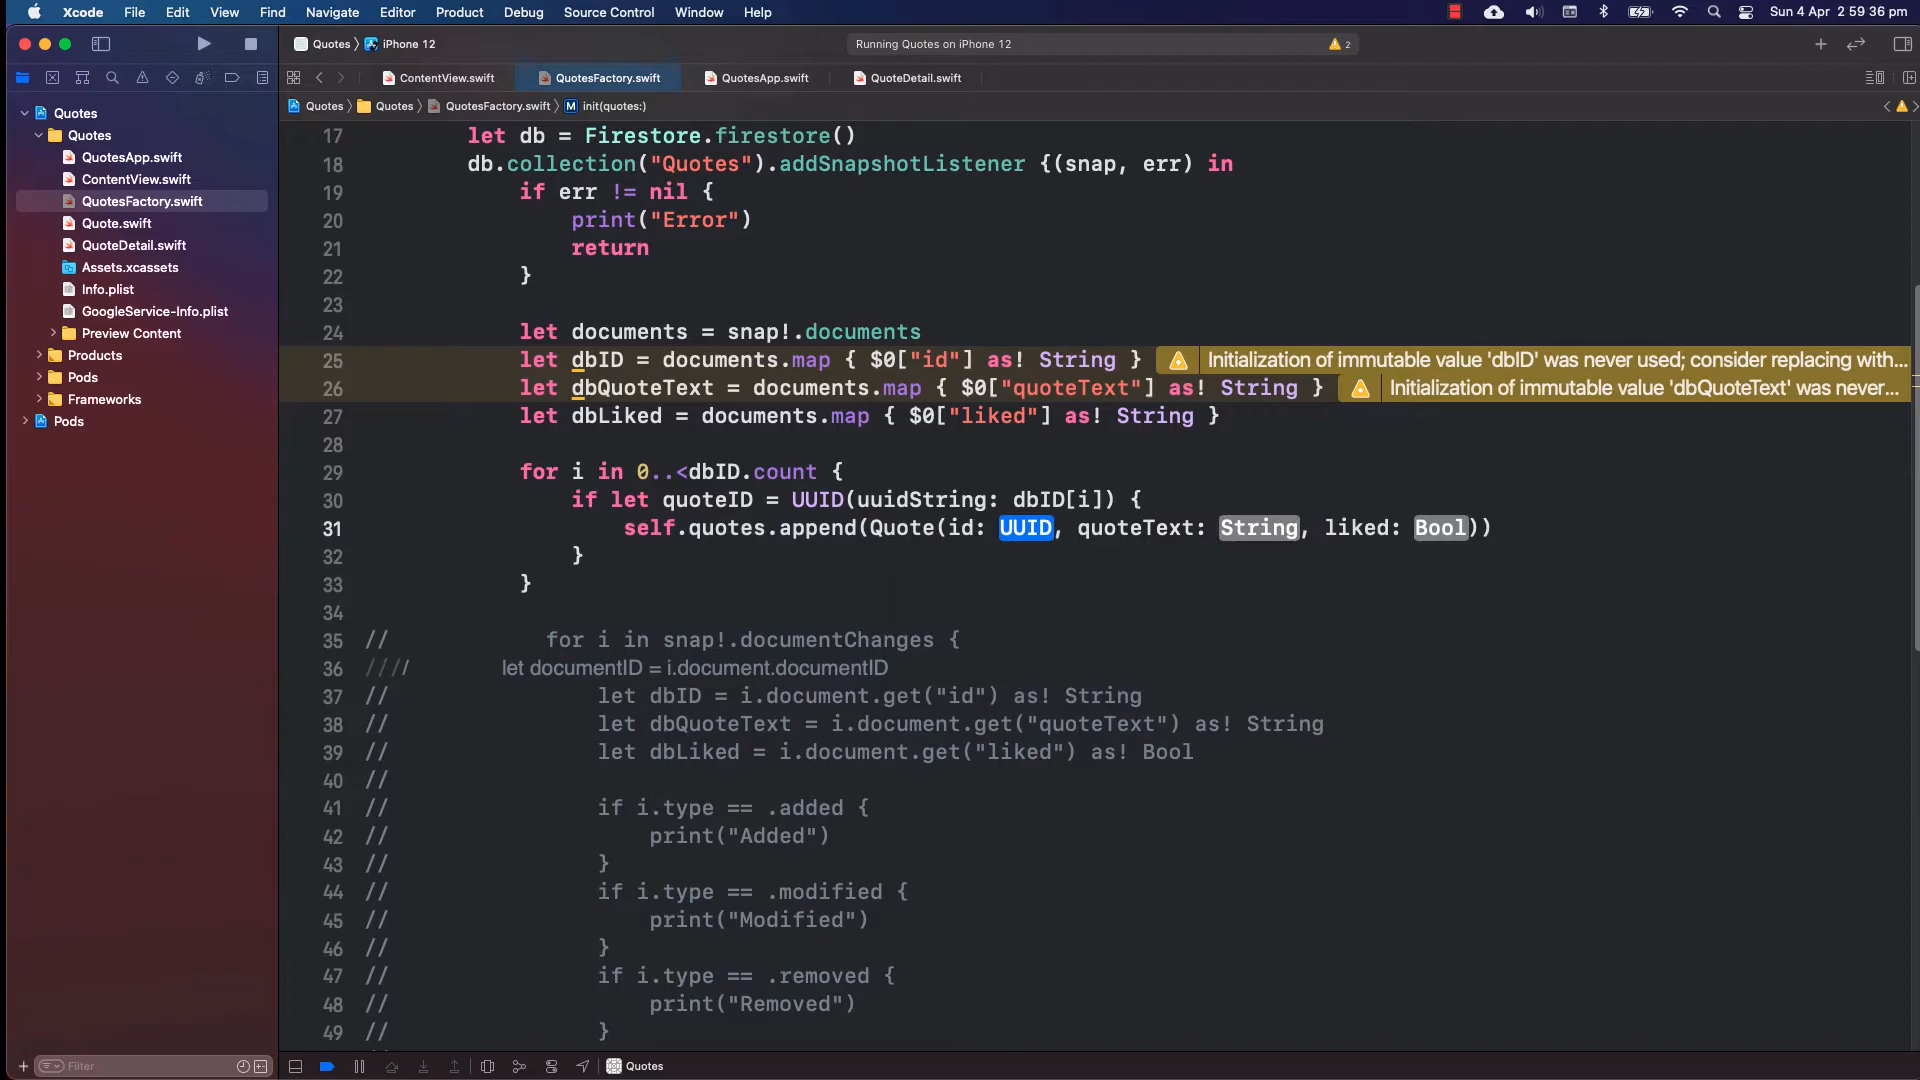 Xcode File Edit View Find Navigate Editor Product Debug Source Control Window Help Sun 4 Apr 2 59 36 pm
Quotes iPhone 12 Running Quotes on iPhone 12 2
ContentView.swift QuotesFactory.swift QuotesApp.swift QuoteDetail.swift
Quotes Quotes QuotesFactory.swift M init(quotes:)
Quotes
Quotes
QuotesApp.swift
ContentView.swift
QuotesFactory.swift
Quote.swift
QuoteDetail.swift
Assets.xcassets
Info.plist
GoogleService-Info.plist
Preview Content
Products
Pods
Frameworks
Pods
Filter
17 let db = Firestore.firestore()
18 db.collection("Quotes").addSnapshotListener {(snap, err) in
19 if err != nil {
20 print("Error")
21 return
22 }
23
24 let documents = snap!.documents
25 let dbID = documents.map { $0["id"] as! String } Initialization of immutable value 'dbID' was never used; consider replacing with...
26 let dbQuoteText = documents.map { $0["quoteText"] as! String } Initialization of immutable value 'dbQuoteText' was never...
27 let dbLiked = documents.map { $0["liked"] as! String }
28
29 for i in 0..<dbID.count {
30 if let quoteID = UUID(uuidString: dbID[i]) {
31 self.quotes.append(Quote(id: UUID, quoteText: String, liked: Bool))
32 }
33 }
34
35 // for i in snap!.documentChanges {
36 //// let documentID = i.document.documentID
37 // let dbID = i.document.get("id") as! String
38 // let dbQuoteText = i.document.get("quoteText") as! String
39 // let dbLiked = i.document.get("liked") as! Bool
40 //
41 // if i.type == .added {
42 // print("Added")
43 // }
44 // if i.type == .modified {
45 // print("Modified")
46 // }
47 // if i.type == .removed {
48 // print("Removed")
49 // }
Quotes